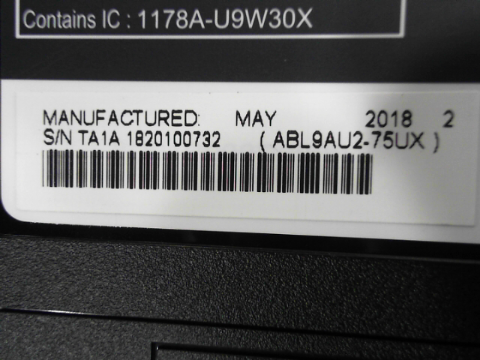 Contains IC : 1178A-U9W30X
MANUFACTURED: MAY 2018 2
S/N TA1A 1820100732 ( ABL9AU2-75UX )